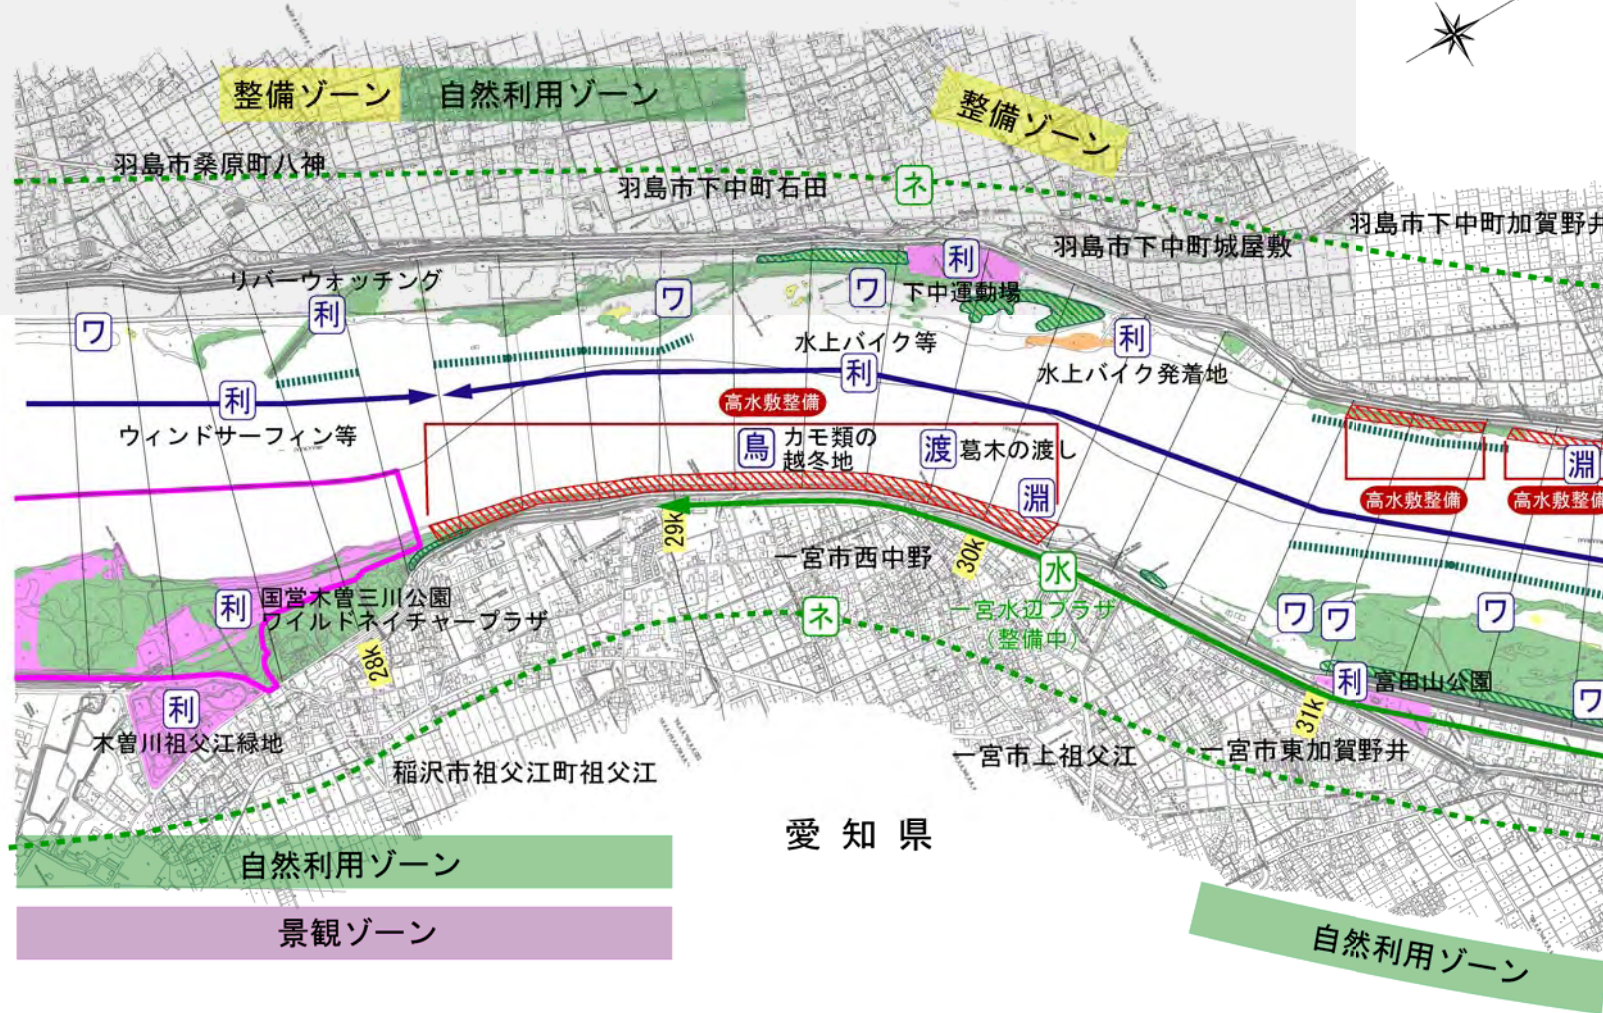 整備ゾーン
自然利用ゾーン
整備ゾーン
羽島市桑原町八神
羽島市下中町石田
ネ
羽島市下中町城屋敷
羽島市下中町加賀野井
リバーウォッチング
利
ワ
ワ
ワ
利
下中運動場
水上バイク等
利
利
水上バイク発着地
利
ウィンドサーフィン等
高水敷整備
鳥
カモ類の
越冬地
渡
葛木の渡し
淵
淵
高水敷整備
高水敷整備
29k
一宮市西中野
30k
水
一宮水辺プラザ
(整備中)
ネ
利
国営木曽三川公園
ワイルドネイチャープラザ
28k
利
木曽川祖父江緑地
稲沢市祖父江町祖父江
ワ
ワ
ワ
利
富田山公園
ワ
31k
一宮市上祖父江
一宮市東加賀野井
愛知県
自然利用ゾーン
景観ゾーン
自然利用ゾーン